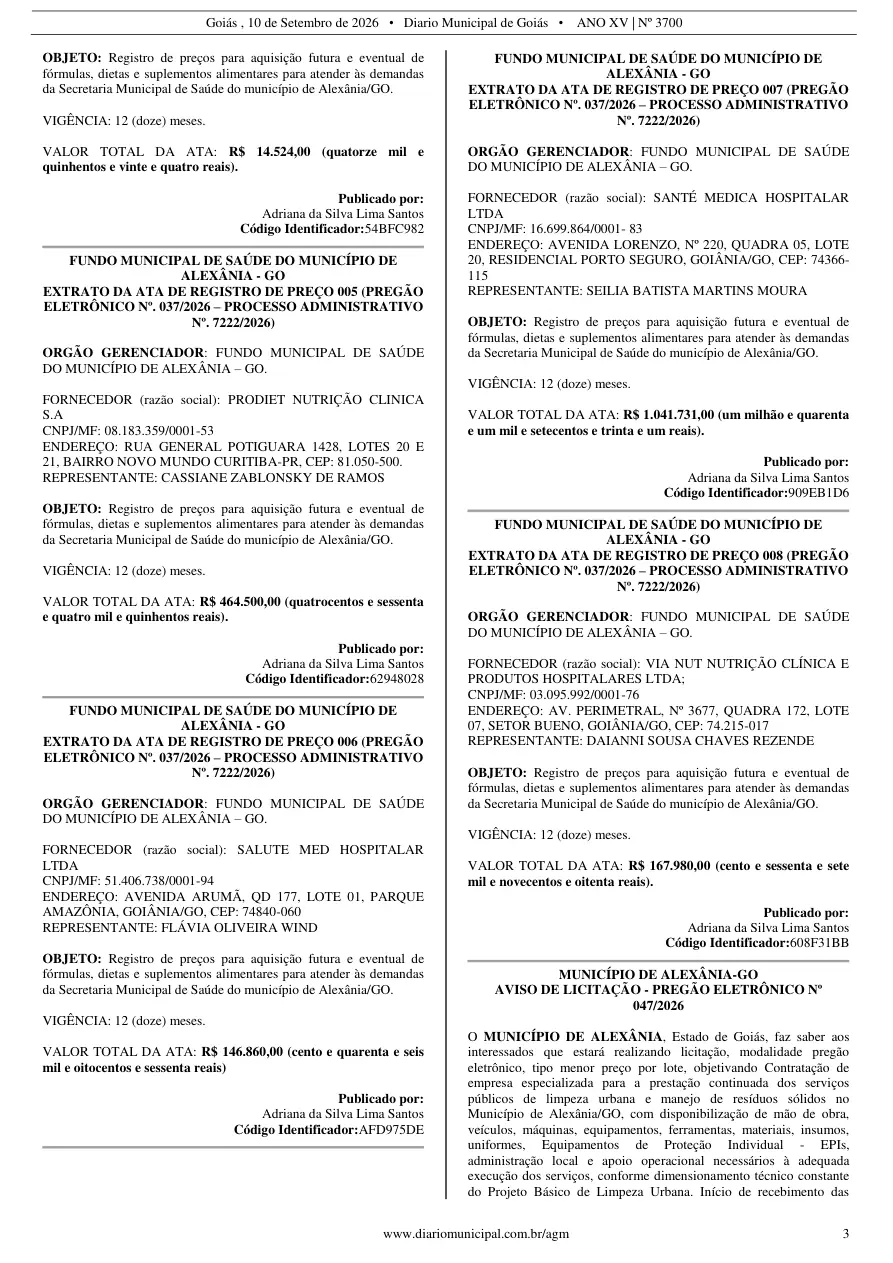 Goiás , 10 de Setembro de 2026 • Diario Municipal de Goiás • ANO XV | Nº 3700
OBJETO: Registro de preços para aquisição futura e eventual de
fórmulas, dietas e suplementos alimentares para atender às demandas
da Secretaria Municipal de Saúde do município de Alexânia/GO.
VIGÊNCIA: 12 (doze) meses.
VALOR TOTAL DA ATA: R$ 14.524,00 (quatorze mil e
quinhentos e vinte e quatro reais).
Publicado por:
Adriana da Silva Lima Santos
Código Identificador:54BFC982
FUNDO MUNICIPAL DE SAÚDE DO MUNICÍPIO DE
ALEXÂNIA - GO
EXTRATO DA ATA DE REGISTRO DE PREÇO 005 (PREGÃO
ELETRÔNICO Nº. 037/2026 – PROCESSO ADMINISTRATIVO
Nº. 7222/2026)
ORGÃO GERENCIADOR: FUNDO MUNICIPAL DE SAÚDE
DO MUNICÍPIO DE ALEXÂNIA – GO.
FORNECEDOR (razão social): PRODIET NUTRIÇÃO CLINICA
S.A
CNPJ/MF: 08.183.359/0001-53
ENDEREÇO: RUA GENERAL POTIGUARA 1428, LOTES 20 E
21, BAIRRO NOVO MUNDO CURITIBA-PR, CEP: 81.050-500.
REPRESENTANTE: CASSIANE ZABLONSKY DE RAMOS
OBJETO: Registro de preços para aquisição futura e eventual de
fórmulas, dietas e suplementos alimentares para atender às demandas
da Secretaria Municipal de Saúde do município de Alexânia/GO.
VIGÊNCIA: 12 (doze) meses.
VALOR TOTAL DA ATA: R$ 464.500,00 (quatrocentos e sessenta
e quatro mil e quinhentos reais).
Publicado por:
Adriana da Silva Lima Santos
Código Identificador:62948028
FUNDO MUNICIPAL DE SAÚDE DO MUNICÍPIO DE
ALEXÂNIA - GO
EXTRATO DA ATA DE REGISTRO DE PREÇO 006 (PREGÃO
ELETRÔNICO Nº. 037/2026 – PROCESSO ADMINISTRATIVO
Nº. 7222/2026)
ORGÃO GERENCIADOR: FUNDO MUNICIPAL DE SAÚDE
DO MUNICÍPIO DE ALEXÂNIA – GO.
FORNECEDOR (razão social): SALUTE MED HOSPITALAR
LTDA
CNPJ/MF: 51.406.738/0001-94
ENDEREÇO: AVENIDA ARUMÃ, QD 177, LOTE 01, PARQUE
AMAZÔNIA, GOIÂNIA/GO, CEP: 74840-060
REPRESENTANTE: FLÁVIA OLIVEIRA WIND
OBJETO: Registro de preços para aquisição futura e eventual de
fórmulas, dietas e suplementos alimentares para atender às demandas
da Secretaria Municipal de Saúde do município de Alexânia/GO.
VIGÊNCIA: 12 (doze) meses.
VALOR TOTAL DA ATA: R$ 146.860,00 (cento e quarenta e seis
mil e oitocentos e sessenta reais)
Publicado por:
Adriana da Silva Lima Santos
Código Identificador:AFD975DE
FUNDO MUNICIPAL DE SAÚDE DO MUNICÍPIO DE
ALEXÂNIA - GO
EXTRATO DA ATA DE REGISTRO DE PREÇO 007 (PREGÃO
ELETRÔNICO Nº. 037/2026 – PROCESSO ADMINISTRATIVO
Nº. 7222/2026)
ORGÃO GERENCIADOR: FUNDO MUNICIPAL DE SAÚDE
DO MUNICÍPIO DE ALEXÂNIA – GO.
FORNECEDOR (razão social): SANTÉ MEDICA HOSPITALAR
LTDA
CNPJ/MF: 16.699.864/0001- 83
ENDEREÇO: AVENIDA LORENZO, Nº 220, QUADRA 05, LOTE
20, RESIDENCIAL PORTO SEGURO, GOIÂNIA/GO, CEP: 74366-
115
REPRESENTANTE: SEILIA BATISTA MARTINS MOURA
OBJETO: Registro de preços para aquisição futura e eventual de
fórmulas, dietas e suplementos alimentares para atender às demandas
da Secretaria Municipal de Saúde do município de Alexânia/GO.
VIGÊNCIA: 12 (doze) meses.
VALOR TOTAL DA ATA: R$ 1.041.731,00 (um milhão e quarenta
e um mil e setecentos e trinta e um reais).
Publicado por:
Adriana da Silva Lima Santos
Código Identificador:909EB1D6
FUNDO MUNICIPAL DE SAÚDE DO MUNICÍPIO DE
ALEXÂNIA - GO
EXTRATO DA ATA DE REGISTRO DE PREÇO 008 (PREGÃO
ELETRÔNICO Nº. 037/2026 – PROCESSO ADMINISTRATIVO
Nº. 7222/2026)
ORGÃO GERENCIADOR: FUNDO MUNICIPAL DE SAÚDE
DO MUNICÍPIO DE ALEXÂNIA – GO.
FORNECEDOR (razão social): VIA NUT NUTRIÇÃO CLÍNICA E
PRODUTOS HOSPITALARES LTDA;
CNPJ/MF: 03.095.992/0001-76
ENDEREÇO: AV. PERIMETRAL, Nº 3677, QUADRA 172, LOTE
07, SETOR BUENO, GOIÂNIA/GO, CEP: 74.215-017
REPRESENTANTE: DAIANNI SOUSA CHAVES REZENDE
OBJETO: Registro de preços para aquisição futura e eventual de
fórmulas, dietas e suplementos alimentares para atender às demandas
da Secretaria Municipal de Saúde do município de Alexânia/GO.
VIGÊNCIA: 12 (doze) meses.
VALOR TOTAL DA ATA: R$ 167.980,00 (cento e sessenta e sete
mil e novecentos e oitenta reais).
Publicado por:
Adriana da Silva Lima Santos
Código Identificador:608F31BB
MUNICÍPIO DE ALEXÂNIA-GO
AVISO DE LICITAÇÃO - PREGÃO ELETRÔNICO Nº
047/2026
O MUNICÍPIO DE ALEXÂNIA, Estado de Goiás, faz saber aos
interessados que estará realizando licitação, modalidade pregão
eletrônico, tipo menor preço por lote, objetivando Contratação de
empresa especializada para a prestação continuada dos serviços
públicos de limpeza urbana e manejo de resíduos sólidos no
Município de Alexânia/GO, com disponibilização de mão de obra,
veículos, máquinas, equipamentos, ferramentas, materiais, insumos,
uniformes, Equipamentos de Proteção Individual - EPIs,
administração local e apoio operacional necessários à adequada
execução dos serviços, conforme dimensionamento técnico constante
do Projeto Básico de Limpeza Urbana. Início de recebimento das
www.diariomunicipal.com.br/agm
3